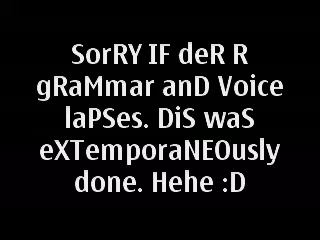 SorRY IF deR R
gRaMmar anD Voice
laPSes. DiS waS
eXTemporaNEOusly
done. Hehe :D